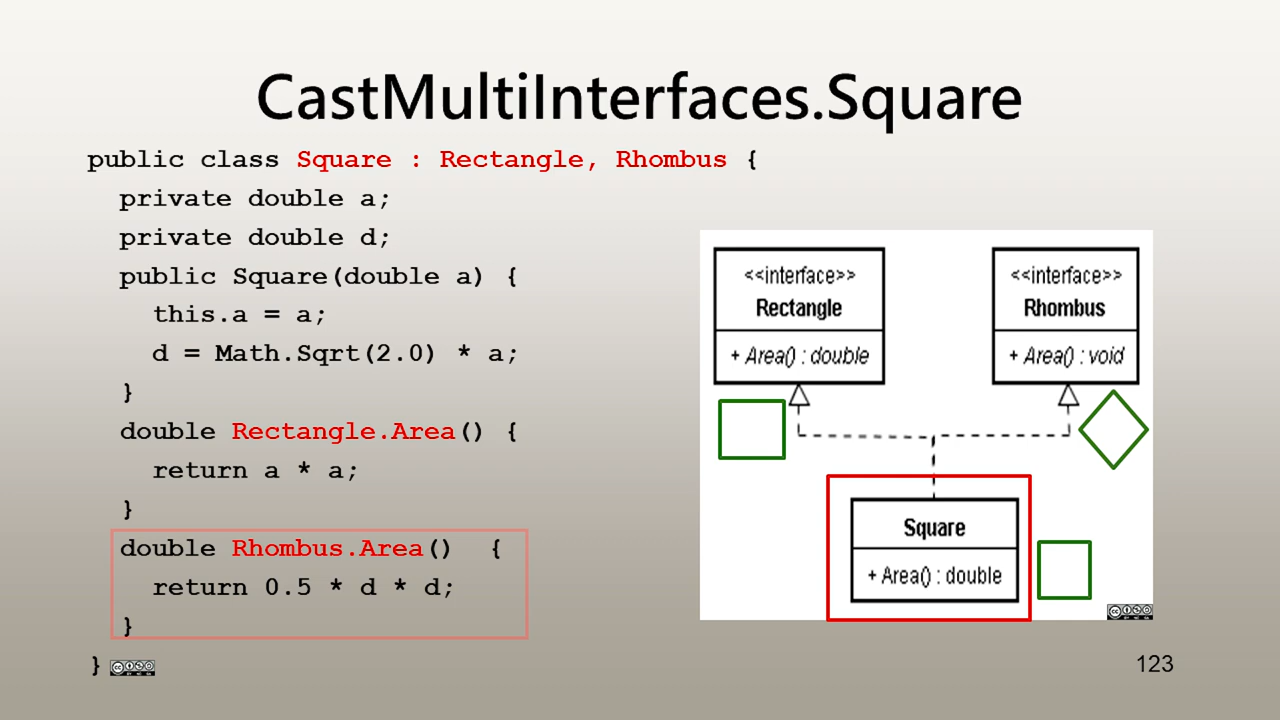 CastMultiInterfaces.Square
public class Square : Rectangle, Rhombus {
private double a;
private double d;
public Square(double a) {
this.a = a;
d = Math.Sqrt(2.0) * a;
}
double Rectangle.Area() {
return a * a;
}
double Rhombus.Area() {
return 0.5 * d * d;
}
}
<<interface>>
Rectangle
+ Area() : double
<<interface>>
Rhombus
+ Area() : void
Square
+ Area() : double
123